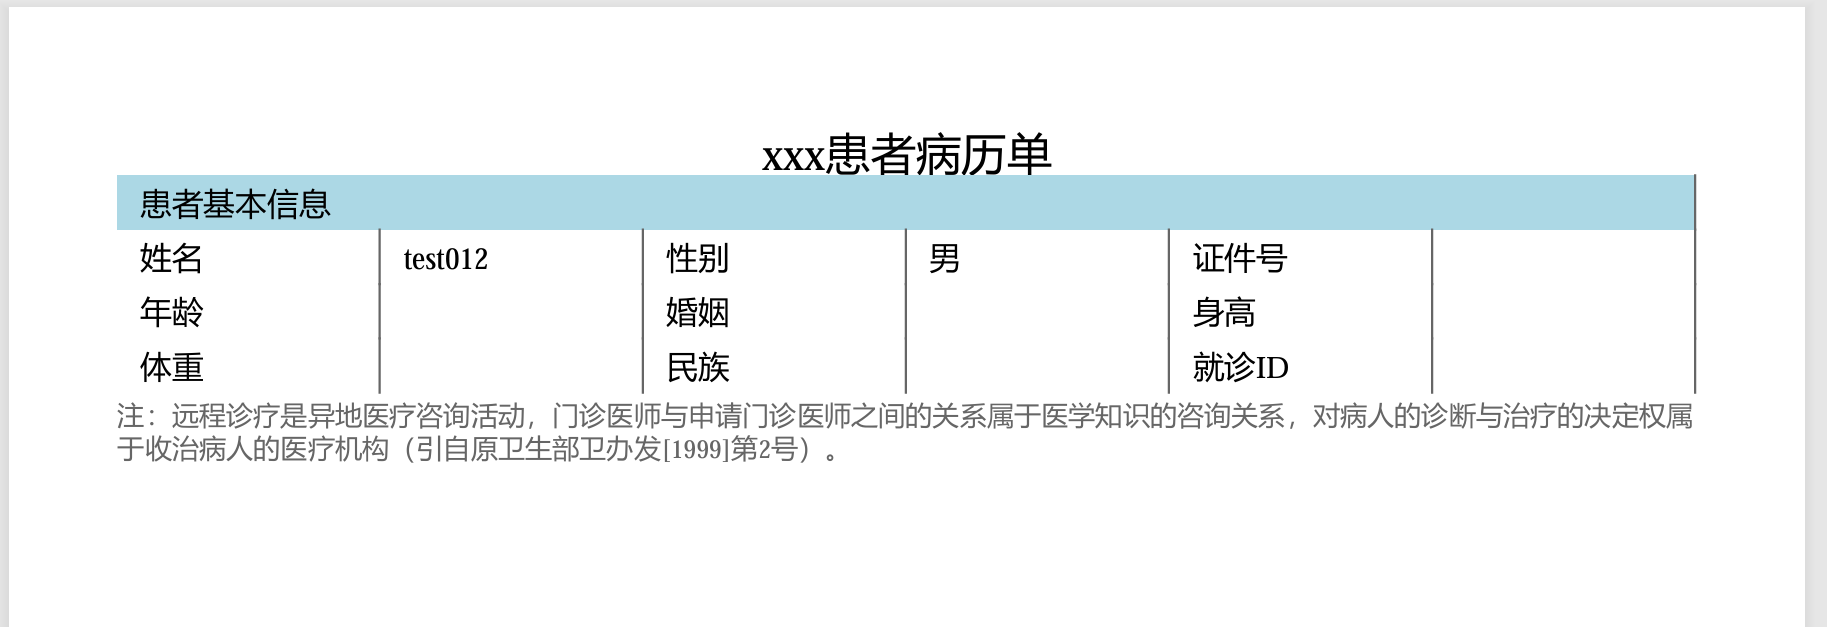 xxx患者病历单
患者基本信息
姓名 test012 性别 男 证件号
年龄 婚姻 身高
体重 民族 就诊ID
注：远程诊疗是异地医疗咨询活动，门诊医师与申请门诊医师之间的关系属于医学知识的咨询关系，对病人的诊断与治疗的决定权属
于收治病人的医疗机构（引自原卫生部卫办发[1999]第2号）。